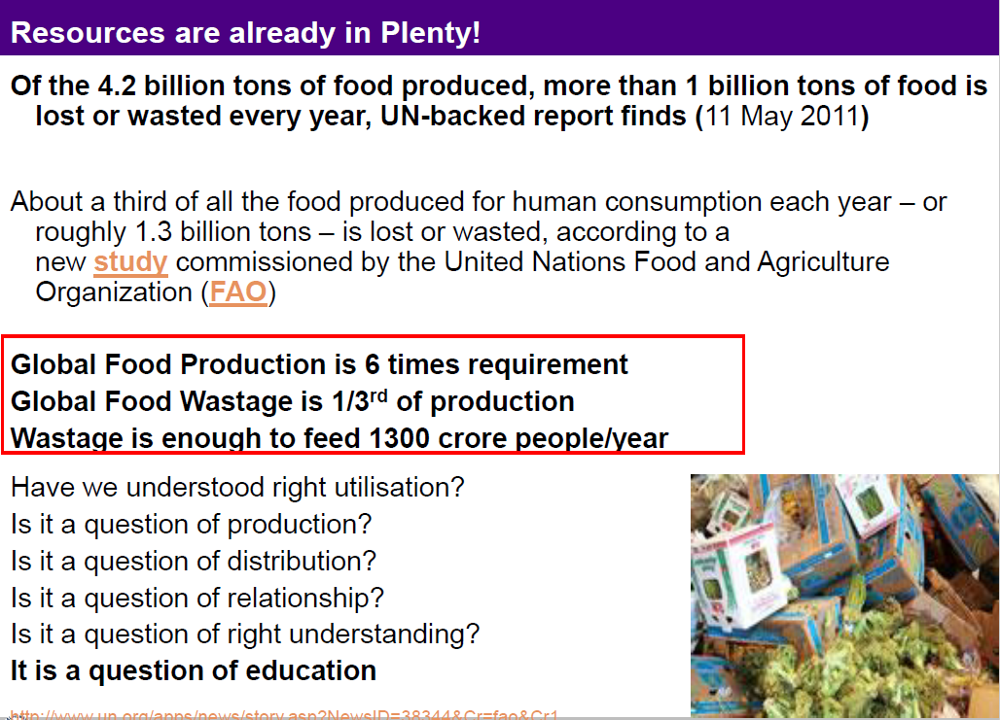 Resources are already in Plenty!
Of the 4.2 billion tons of food produced, more than 1 billion tons of food is
lost or wasted every year, UN-backed report finds (11 May 2011)
About a third of all the food produced for human consumption each year – or
roughly 1.3 billion tons – is lost or wasted, according to a
new study commissioned by the United Nations Food and Agriculture
Organization (FAO)
Global Food Production is 6 times requirement
Global Food Wastage is 1/3rd of production
Wastage is enough to feed 1300 crore people/year
Have we understood right utilisation?
Is it a question of production?
Is it a question of distribution?
Is it a question of relationship?
Is it a question of right understanding?
It is a question of education
http://www.un.org/apps/news/story.asp?NewsID=38344&Cr=fao&Cr1